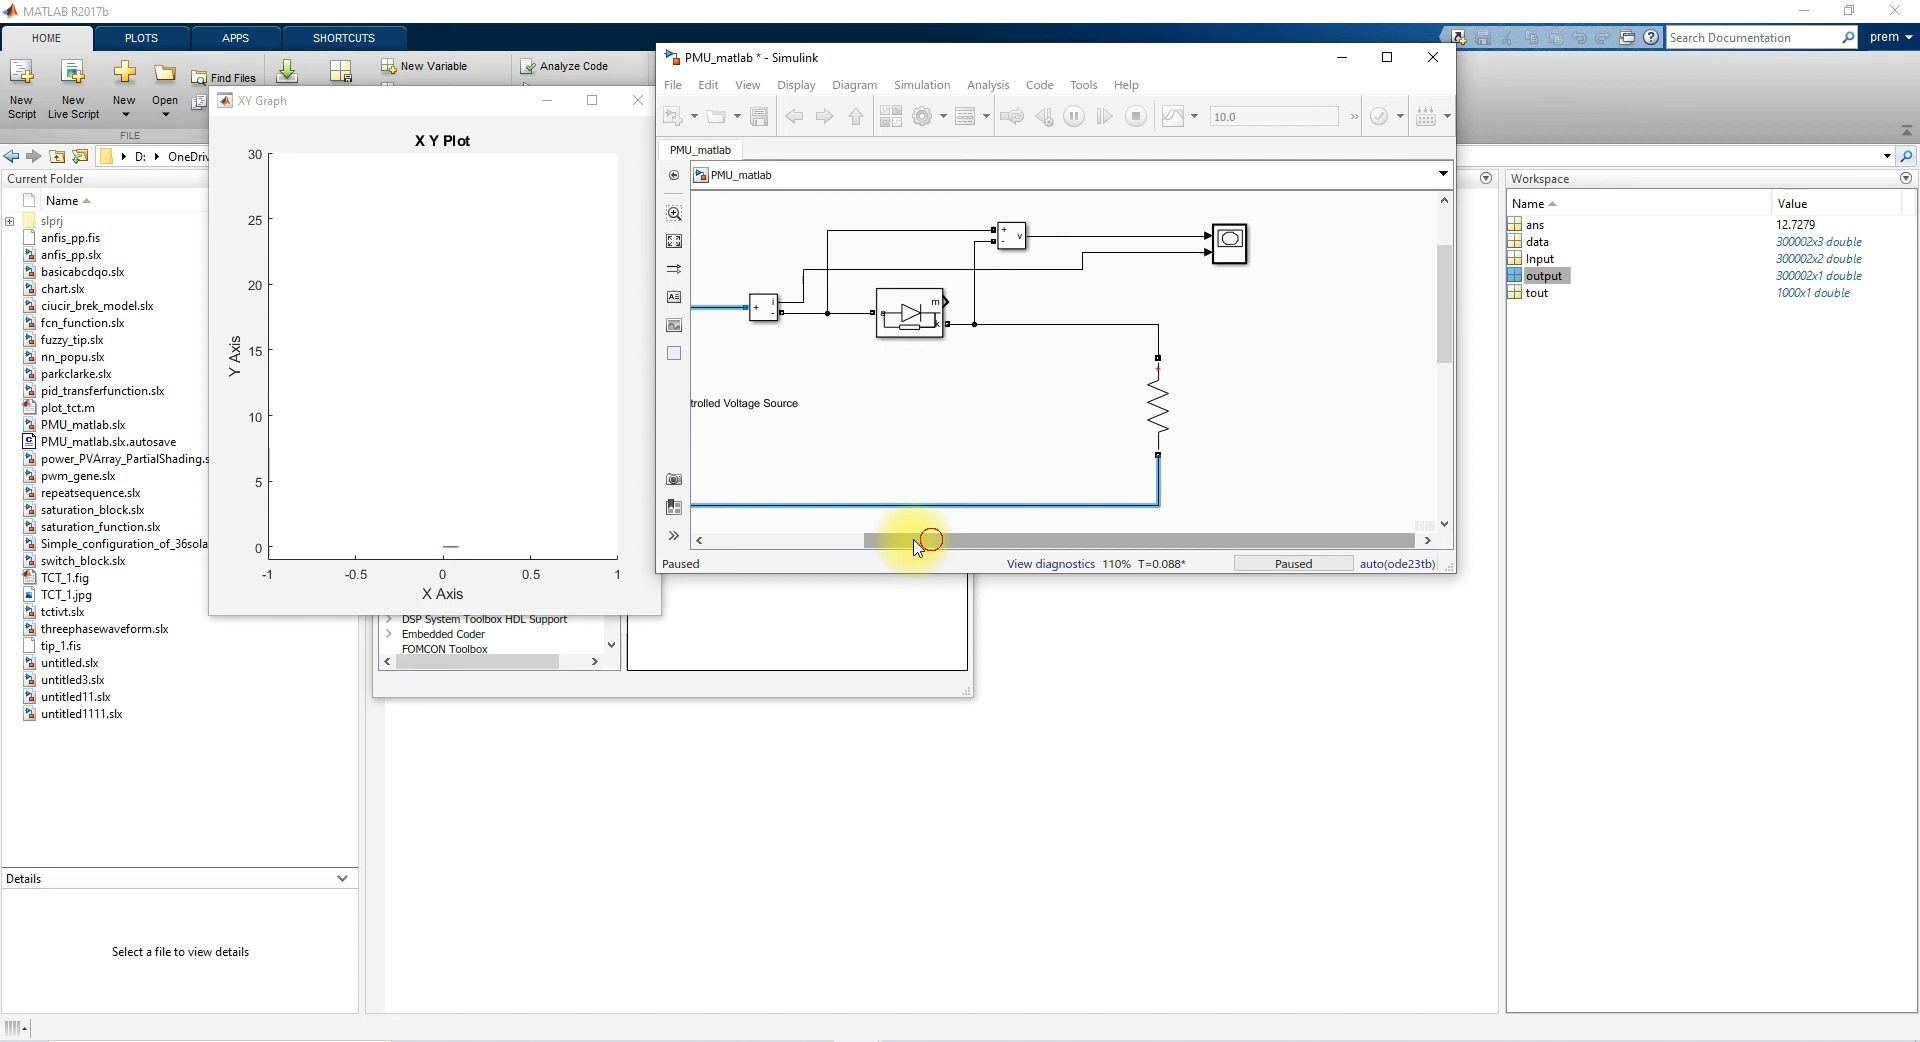 MATLAB R2017b
HOME
PLOTS
APPS
SHORTCUTS
Search Documentation
prem
New
Script
New
Live Script
New
Open
Find Files
New Variable
Analyze Code
FILE
D:
OneDriv
Current Folder
Name
slprj
anfis_pp.fis
anfis_pp.slx
basicabcdqo.slx
chart.slx
ciucir_brek_model.slx
fcn_function.slx
fuzzy_tip.slx
nn_popu.slx
parkclarke.slx
pid_transferfunction.slx
plot_tct.m
PMU_matlab.slx
PMU_matlab.slx.autosave
power_PVArray_PartialShading.s
pwm_gene.slx
repeatsequence.slx
saturation_block.slx
saturation_function.slx
Simple_configuration_of_36sola
switch_block.slx
TCT_1.fig
TCT_1.jpg
tctivt.slx
threephasewaveform.slx
tip_1.fis
untitled.slx
untitled3.slx
untitled11.slx
untitled1111.slx
Details
Select a file to view details
XY Graph
X Y Plot
30
25
20
15
10
5
0
Y Axis
-1
-0.5
0
0.5
1
X Axis
DSP System Toolbox HDL Support
Embedded Coder
FOMCON Toolbox
PMU_matlab * - Simulink
File
Edit
View
Display
Diagram
Simulation
Analysis
Code
Tools
Help
10.0
PMU_matlab
PMU_matlab
+
-
v
+
-
i
a
m
k
+
trolled Voltage Source
Paused
View diagnostics
110%
T=0.088*
Paused
auto(ode23tb)
Workspace
Name
Value
ans
12.7279
data
300002x3 double
Input
300002x2 double
output
300002x1 double
tout
1000x1 double